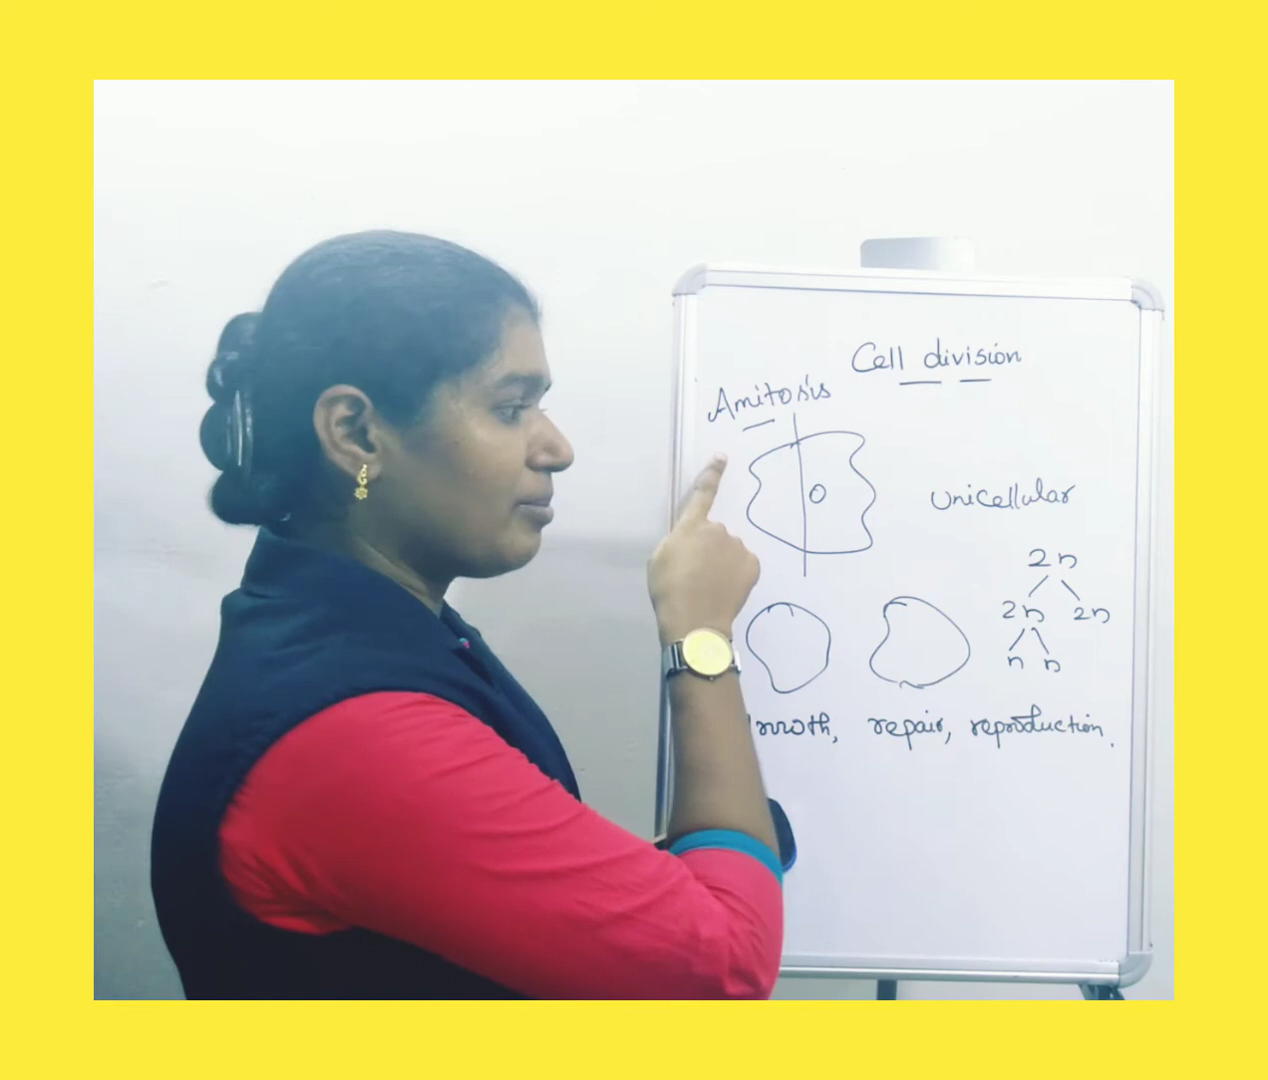 Cell division
Amitosis
unicellular
2n
2n 2n
n n
repair, reproduction.